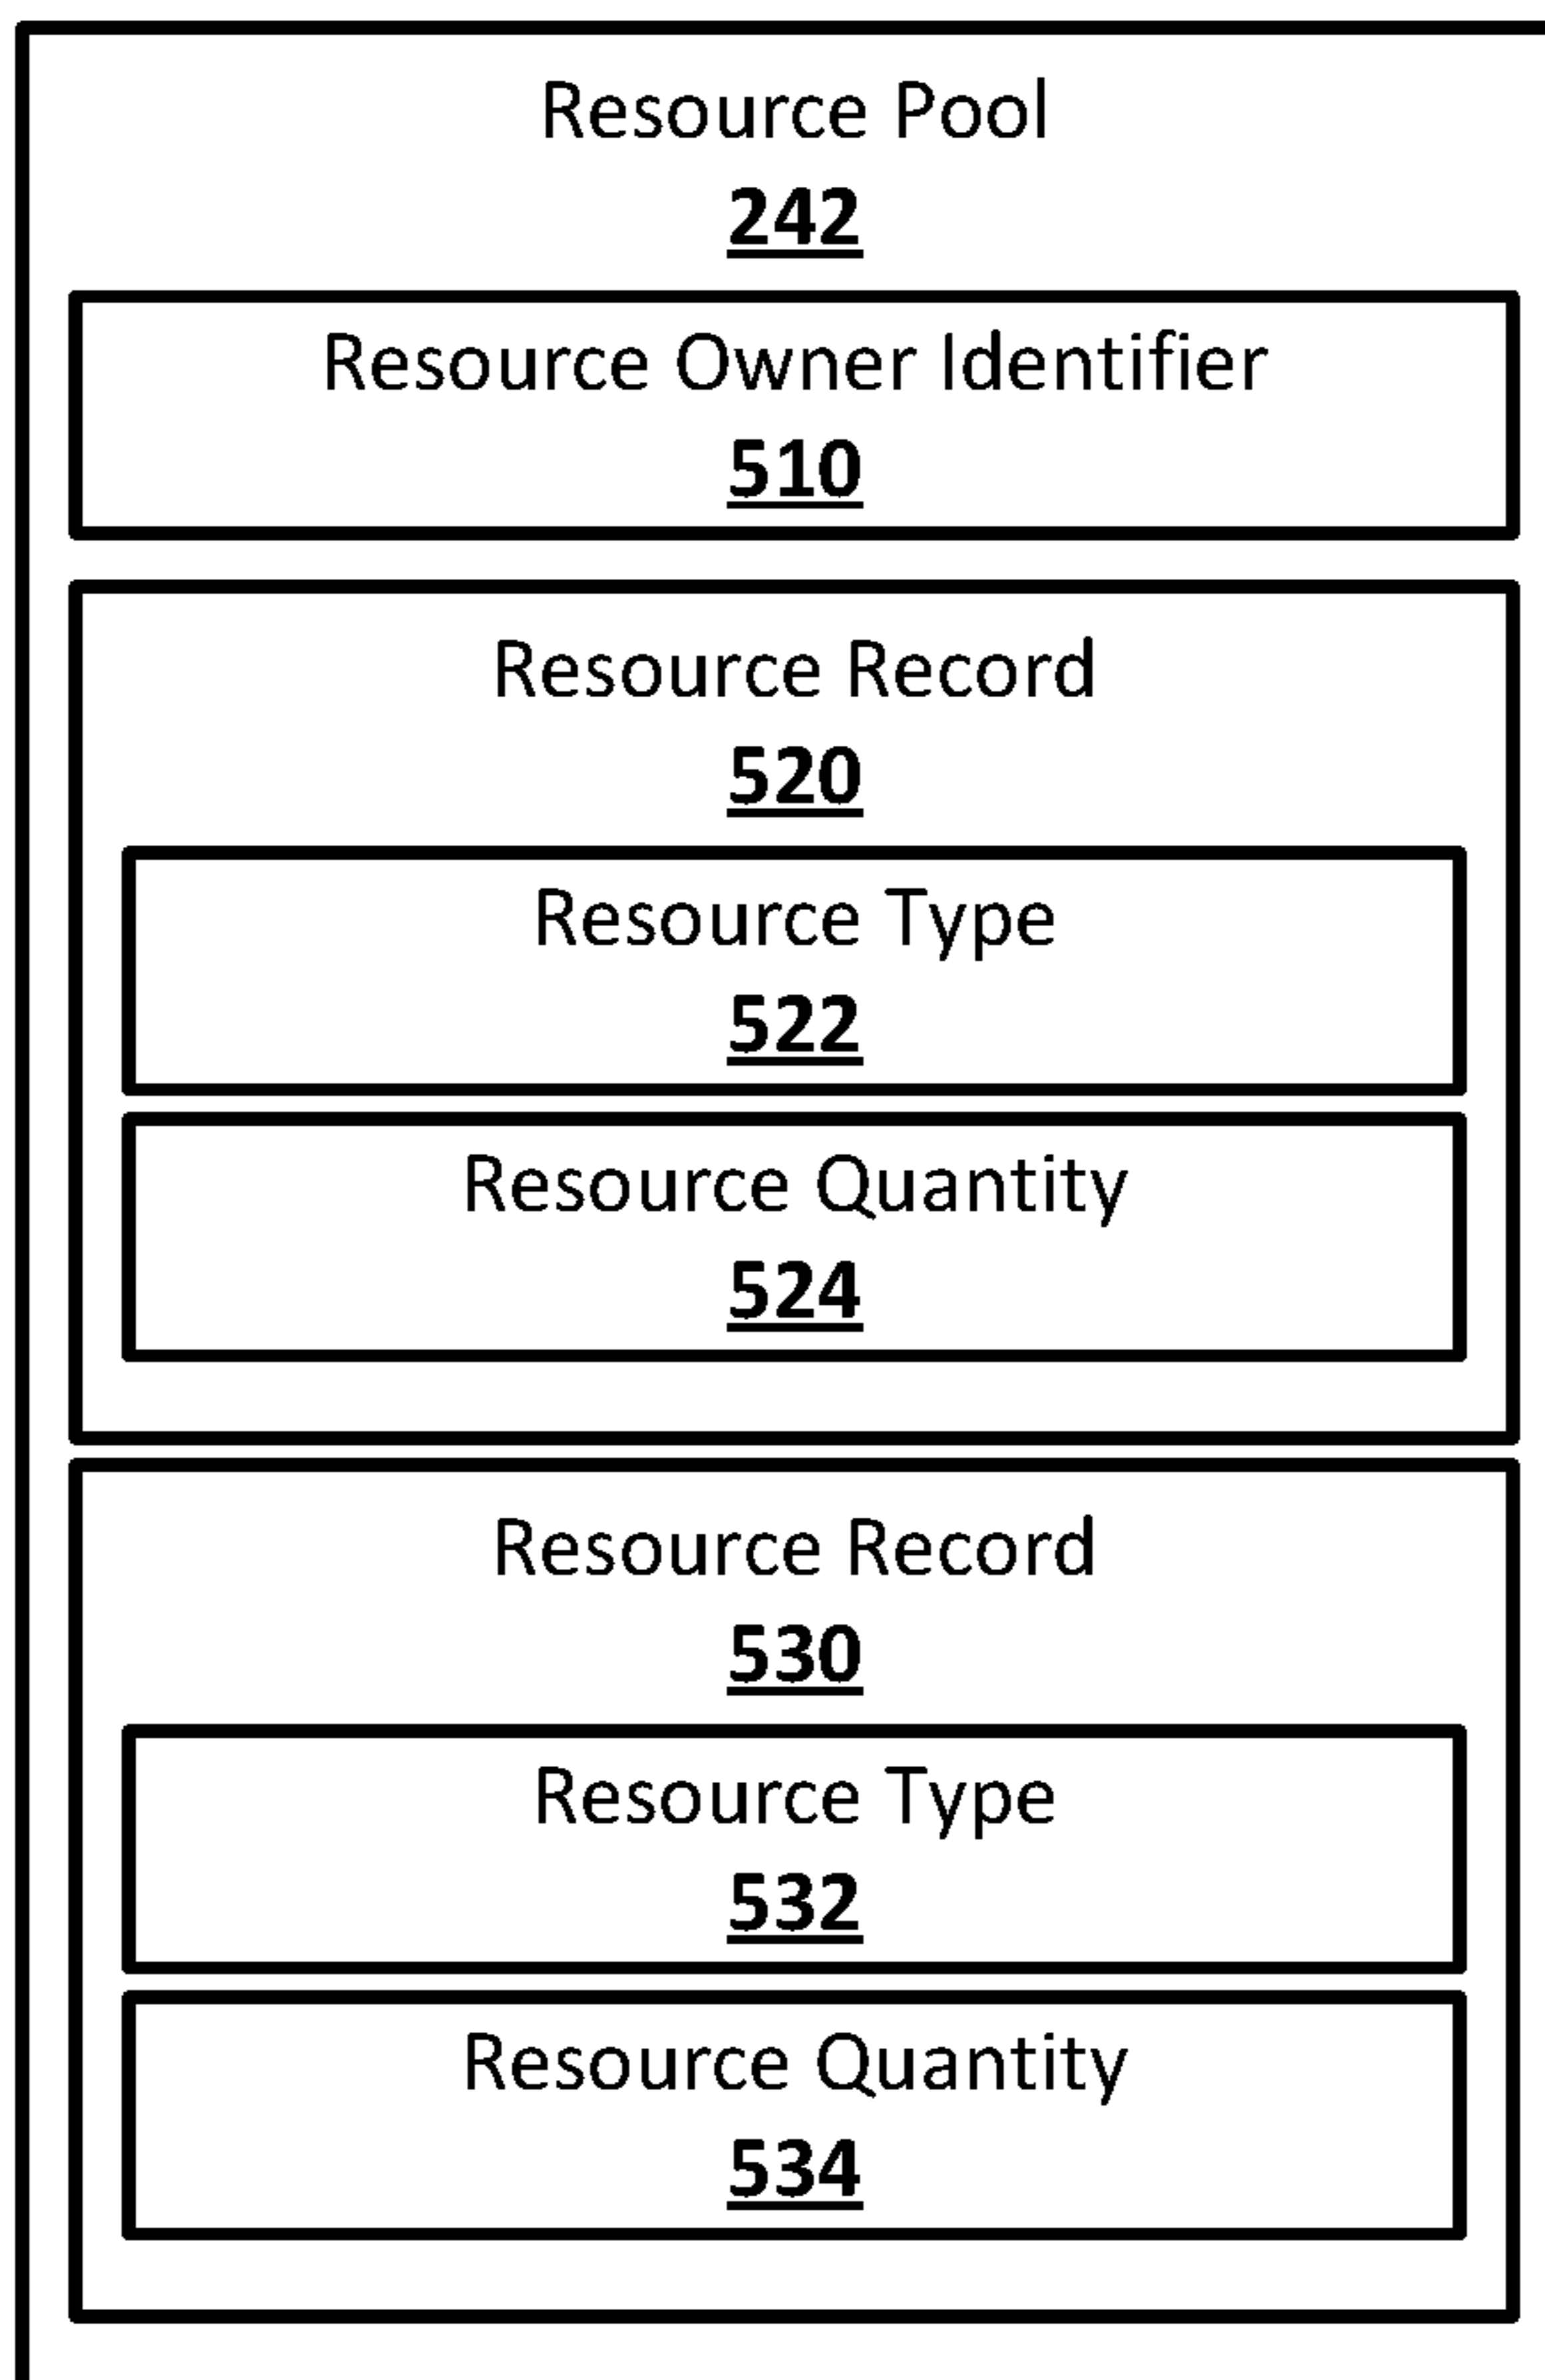 Resource Pool
242
Resource Owner Identifier
510
Resource Record
520
Resource Type
522
Resource Quantity
524
Resource Record
530
Resource Type
532
Resource Quantity
534